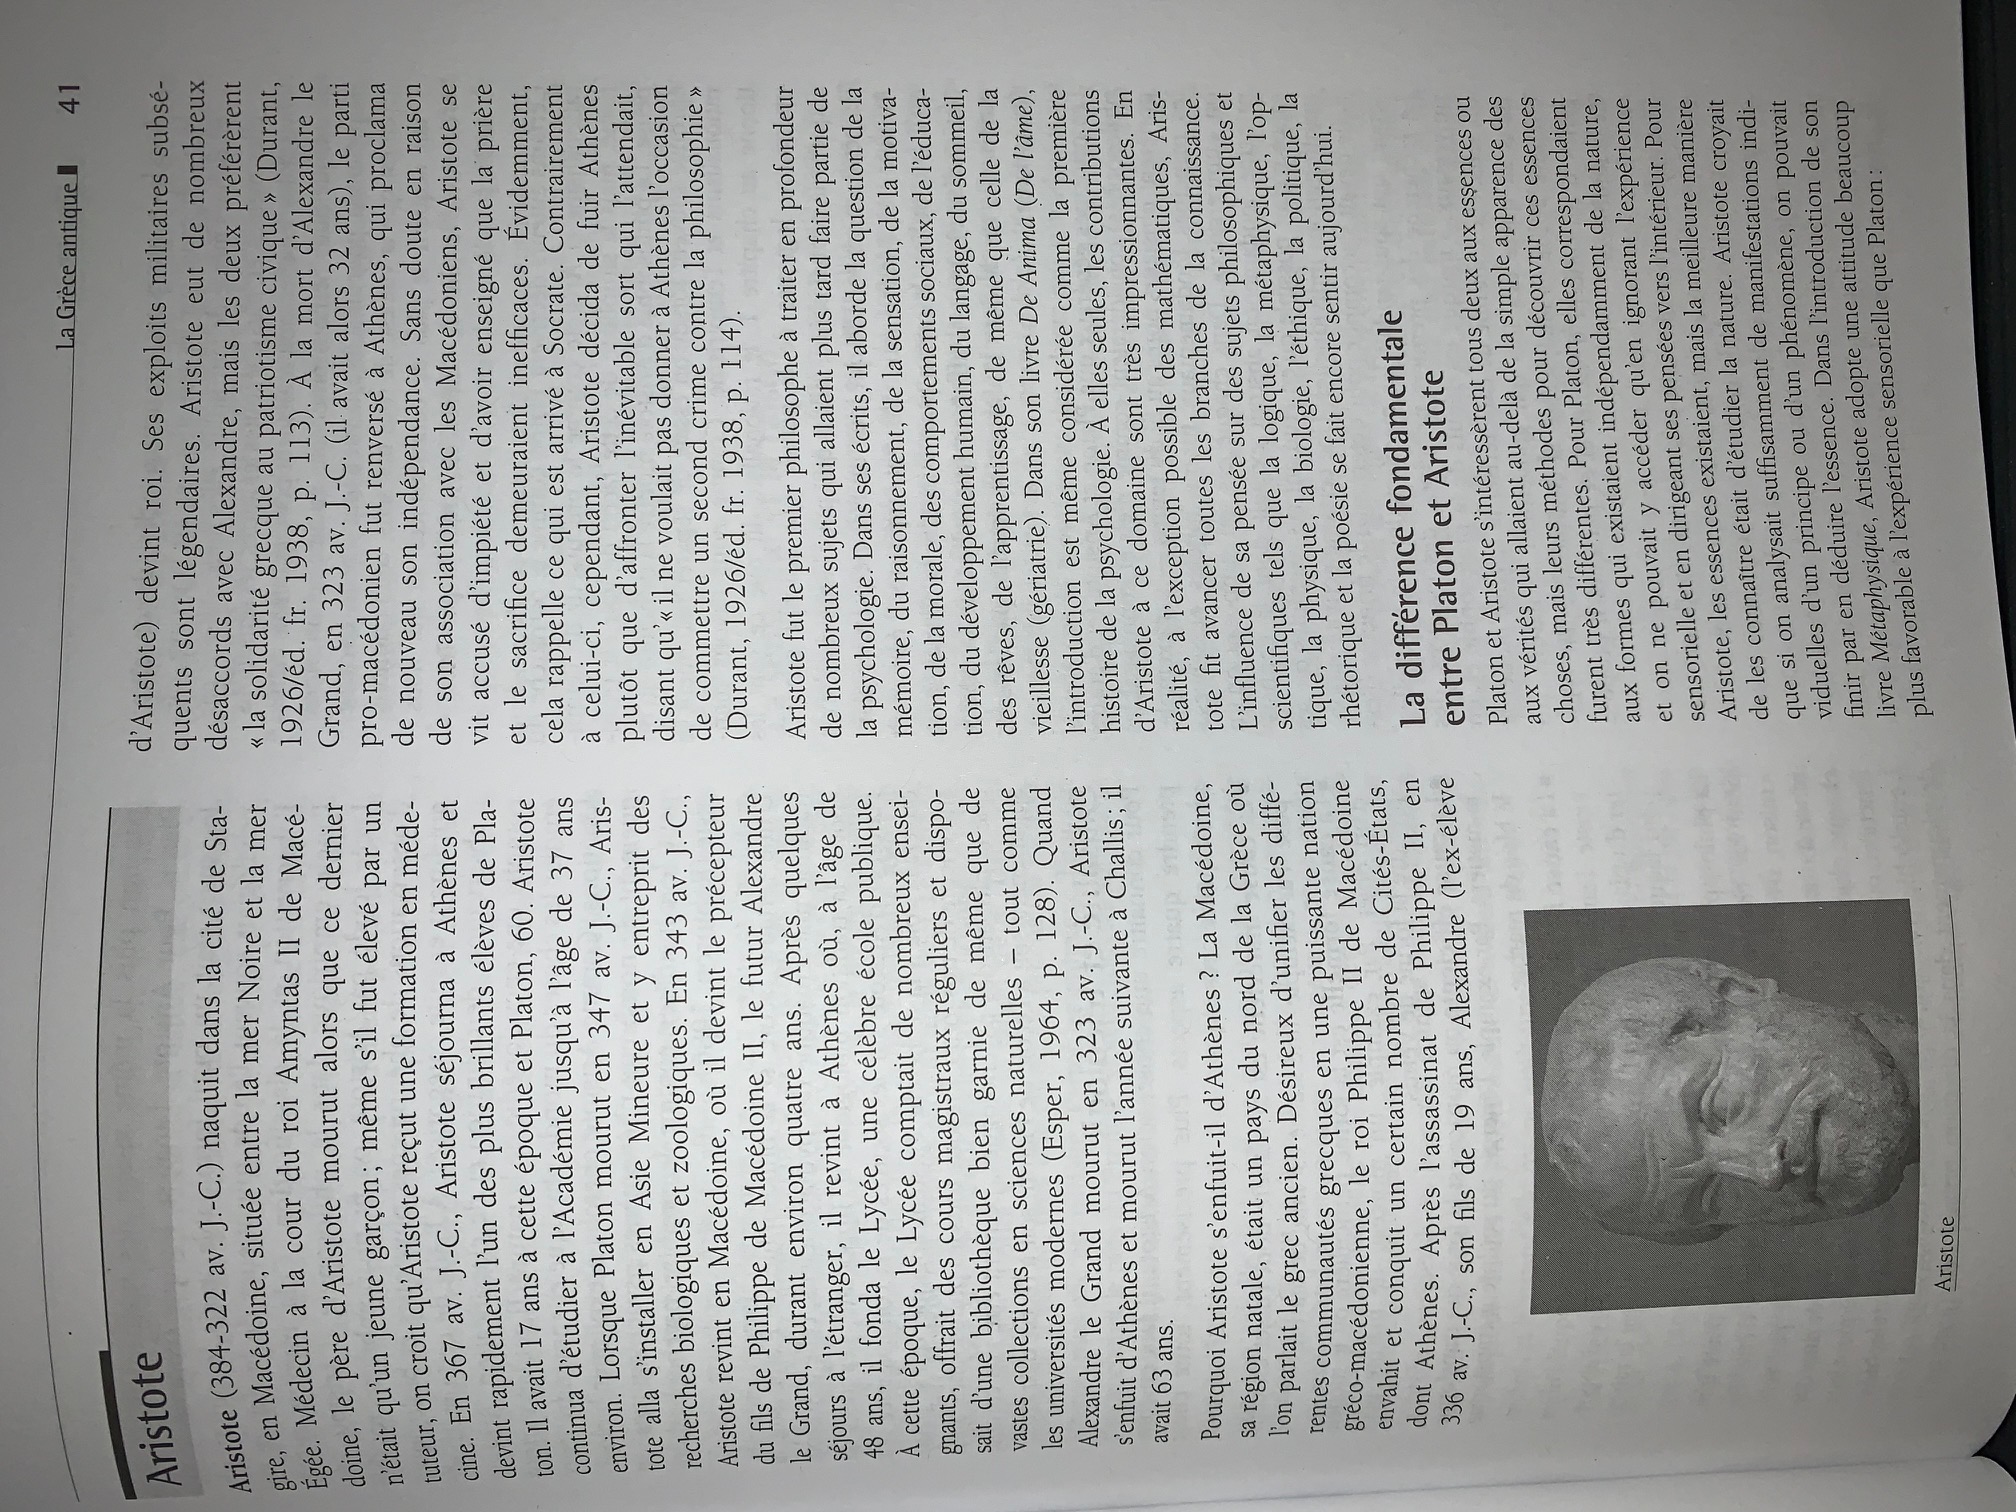 La Grèce antique 41
Aristote
Aristote (384-322 av. J.-C.) naquit dans la cité de Sta-
gire, en Macédoine, située entre la mer Noire et la mer
Égée. Médecin à la cour du roi Amyntas II de Macé-
doine, le père d'Aristote mourut alors que ce dernier
n'était qu'un jeune garçon ; même s'il fut élevé par un
tuteur, on croit qu'Aristote reçut une formation en méde-
cine. En 367 av. J.-C., Aristote séjourna à Athènes et
devint rapidement l'un des plus brillants élèves de Pla-
ton. Il avait 17 ans à cette époque et Platon, 60. Aristote
continua d'étudier à l'Académie jusqu'à l'âge de 37 ans
environ. Lorsque Platon mourut en 347 av. J.-C., Aris-
tote alla s'installer en Asie Mineure et y entreprit des
recherches biologiques et zoologiques. En 343 av. J.-C.,
Aristote revint en Macédoine, où il devint le précepteur
du fils de Philippe de Macédoine II, le futur Alexandre
le Grand, durant environ quatre ans. Après quelques
séjours à l'étranger, il revint à Athènes où, à l'âge de
48 ans, il fonda le Lycée, une célèbre école publique.
À cette époque, le Lycée comptait de nombreux ensei-
gnants, offrait des cours magistraux réguliers et dispo-
sait d'une bibliothèque bien garnie de même que de
vastes collections en sciences naturelles – tout comme
les universités modernes (Esper, 1964, p. 128). Quand
Alexandre le Grand mourut en 323 av. J.-C., Aristote
s'enfuit d'Athènes et mourut l'année suivante à Challis ; il
avait 63 ans.
Pourquoi Aristote s'enfuit-il d'Athènes ? La Macédoine,
sa région natale, était un pays du nord de la Grèce où
l'on parlait le grec ancien. Désireux d'unifier les diffé-
rentes communautés grecques en une puissante nation
gréco-macédonienne, le roi Philippe II de Macédoine
envahit et conquit un certain nombre de Cités-États,
dont Athènes. Après l'assassinat de Philippe II, en
336 av. J.-C., son fils de 19 ans, Alexandre (l'ex-élève
Aristote
d'Aristote) devint roi. Ses exploits militaires subsé-
quents sont légendaires. Aristote eut de nombreux
désaccords avec Alexandre, mais les deux préférèrent
« la solidarité grecque au patriotisme civique » (Durant,
1926/éd. fr. 1938, p. 113). À la mort d'Alexandre le
Grand, en 323 av. J.-C. (il avait alors 32 ans), le parti
pro-macédonien fut renversé à Athènes, qui proclama
de nouveau son indépendance. Sans doute en raison
de son association avec les Macédoniens, Aristote se
vit accusé d'impiété et d'avoir enseigné que la prière
et le sacrifice demeuraient inefficaces. Évidemment,
cela rappelle ce qui est arrivé à Socrate. Contrairement
à celui-ci, cependant, Aristote décida de fuir Athènes
plutôt que d'affronter l'inévitable sort qui l'attendait,
disant qu'« il ne voulait pas donner à Athènes l'occasion
de commettre un second crime contre la philosophie »
(Durant, 1926/éd. fr. 1938, p. 114).
Aristote fut le premier philosophe à traiter en profondeur
de nombreux sujets qui allaient plus tard faire partie de
la psychologie. Dans ses écrits, il aborde la question de la
mémoire, du raisonnement, de la sensation, de la motiva-
tion, de la morale, des comportements sociaux, de l'éduca-
tion, du développement humain, du langage, du sommeil,
des rêves, de l'apprentissage, de même que celle de la
vieillesse (gériatrie). Dans son livre De Anima (De l'âme),
l'introduction est même considérée comme la première
histoire de la psychologie. À elles seules, les contributions
d'Aristote à ce domaine sont très impressionnantes. En
réalité, à l'exception possible des mathématiques, Aris-
tote fit avancer toutes les branches de la connaissance.
L'influence de sa pensée sur des sujets philosophiques et
scientifiques tels que la logique, la métaphysique, l'op-
tique, la physique, la biologie, l'éthique, la politique, la
rhétorique et la poésie se fait encore sentir aujourd'hui.
La différence fondamentale
entre Platon et Aristote
Platon et Aristote s'intéressèrent tous deux aux essences ou
aux vérités qui allaient au-delà de la simple apparence des
choses, mais leurs méthodes pour découvrir ces essences
furent très différentes. Pour Platon, elles correspondaient
aux formes qui existaient indépendamment de la nature,
et on ne pouvait y accéder qu'en ignorant l'expérience
sensorielle et en dirigeant ses pensées vers l'intérieur. Pour
Aristote, les essences existaient, mais la meilleure manière
de les connaître était d'étudier la nature. Aristote croyait
que si on analysait suffisamment de manifestations indi-
viduelles d'un principe ou d'un phénomène, on pouvait
finir par en déduire l'essence. Dans l'introduction de son
livre Métaphysique, Aristote adopte une attitude beaucoup
plus favorable à l'expérience sensorielle que Platon :